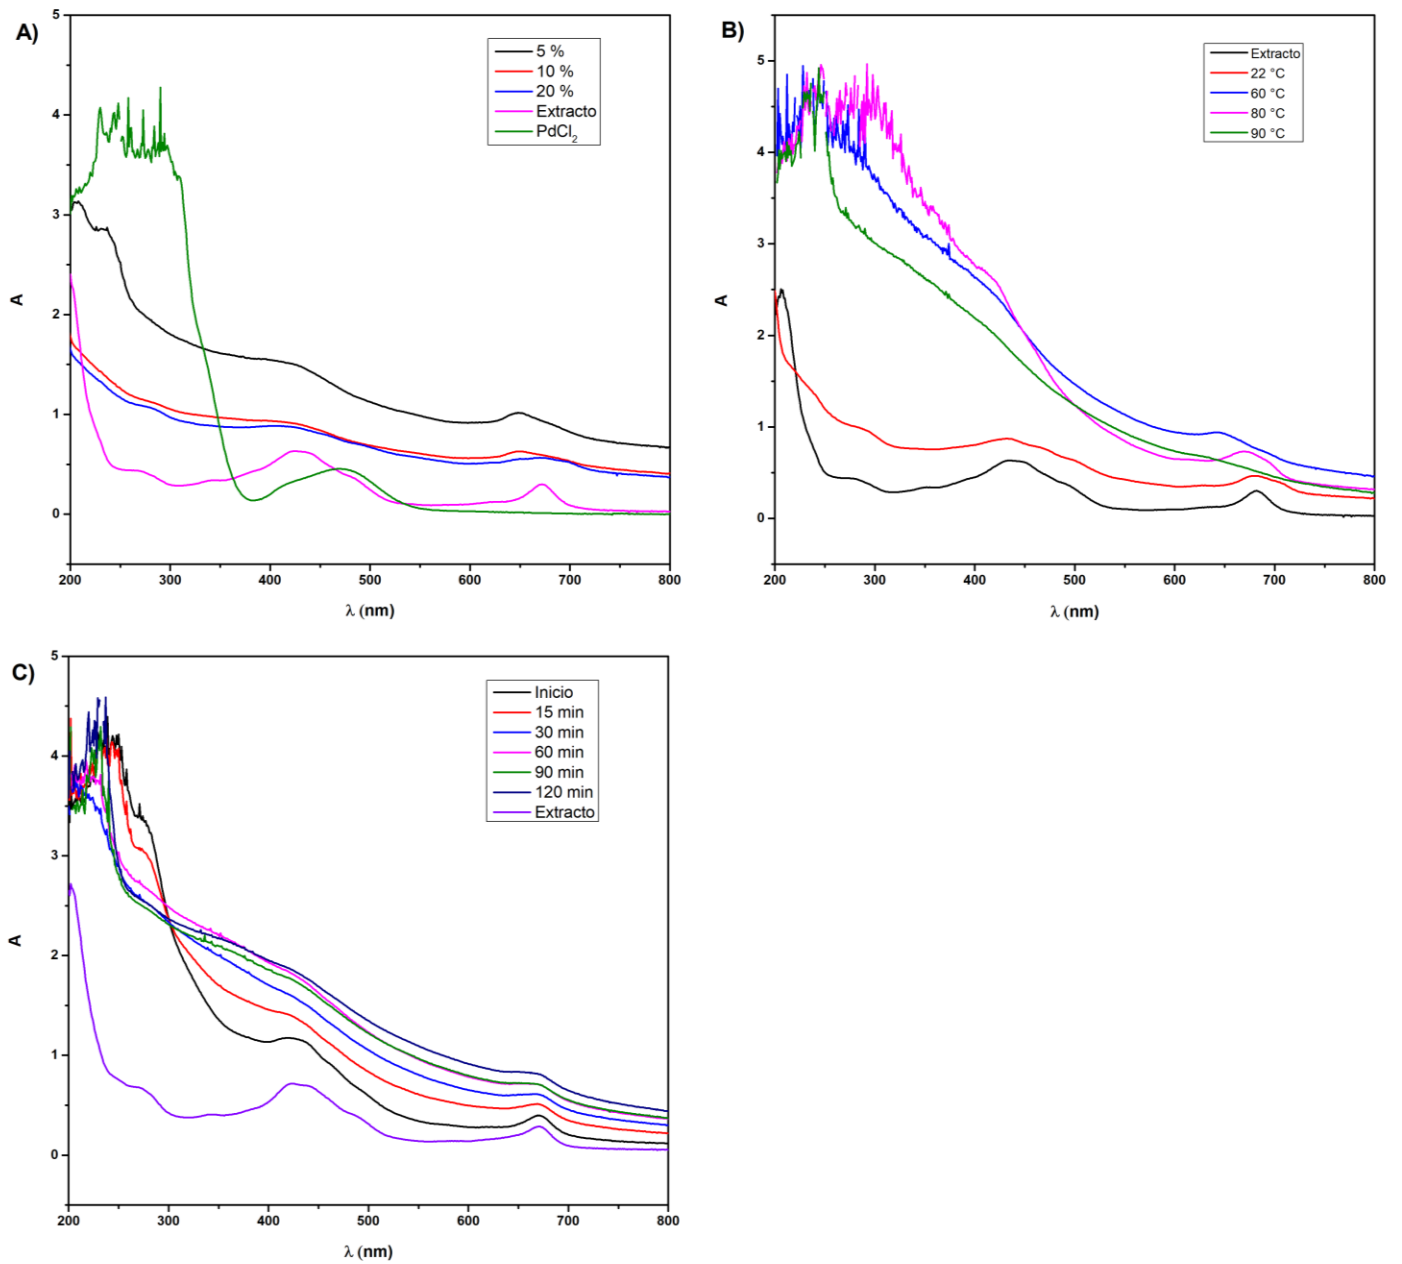 A)
5
4
3
2
1
0
A
200
300
400
500
600
700
800
λ (nm)
5 %
10 %
20 %
Extracto
PdCl₂
B)
5
4
3
2
1
0
A
200
300
400
500
600
700
800
λ (nm)
Extracto
22 °C
60 °C
80 °C
90 °C
C)
5
4
3
2
1
0
A
200
300
400
500
600
700
800
λ (nm)
Inicio
15 min
30 min
60 min
90 min
120 min
Extracto